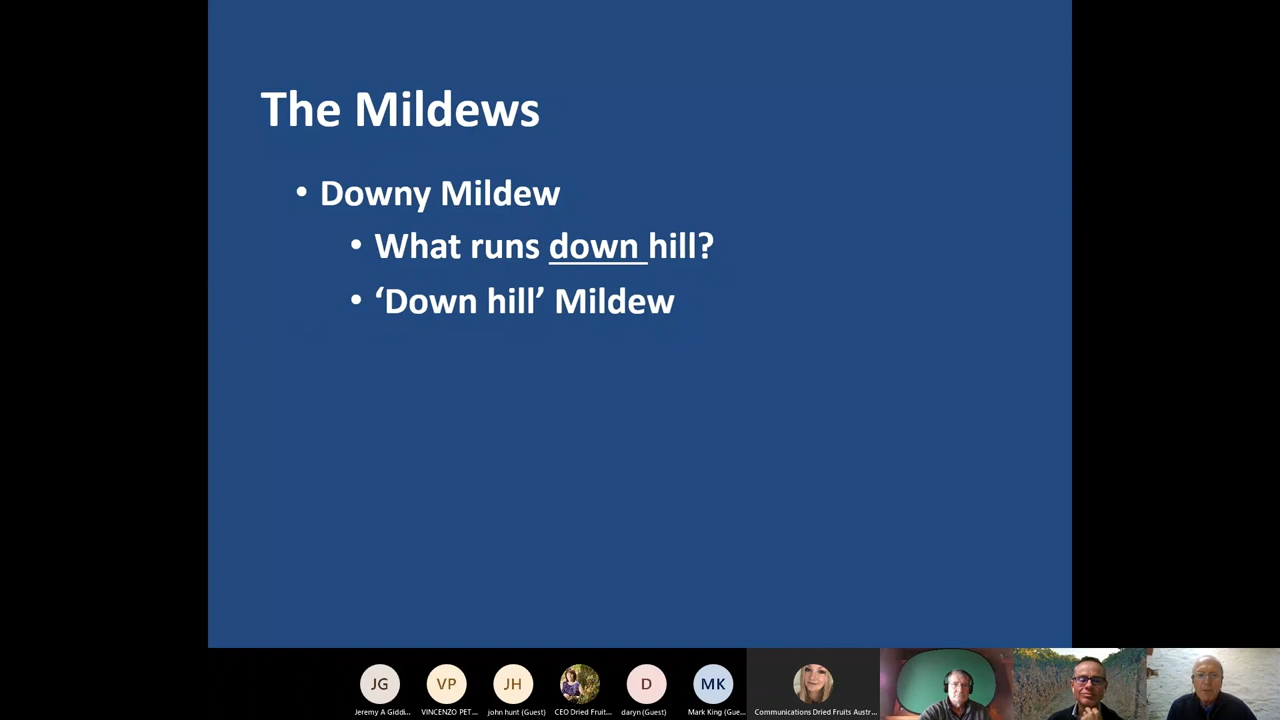 The Mildews
• Downy Mildew
• What runs down hill?
• ‘Down hill’ Mildew
JG VP JH D MK
Jeremy A Giddi... VINCENZO PET... john hunt (Guest) CEO Dried Fruit... daryn (Guest) Mark King (Gue... Communications Dried Fruits Austr...